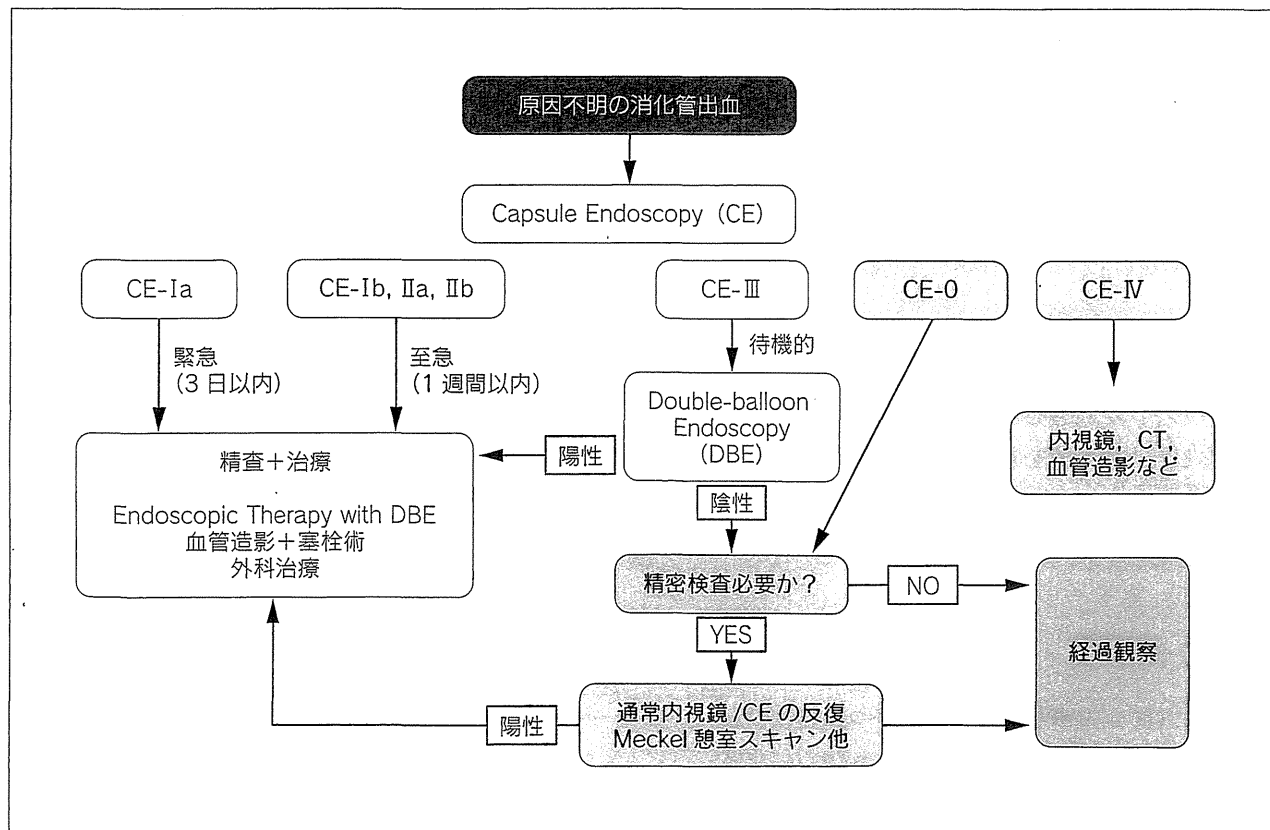 原因不明の消化管出血
Capsule Endoscopy（CE）
CE-Ⅰa
CE-Ⅰb, Ⅱa, Ⅱb
CE-Ⅲ
CE-0
CE-Ⅳ
緊急
（3 日以内）
至急
（1 週間以内）
待機的
Double-balloon
Endoscopy
（DBE）
内視鏡，CT,
血管造影など
陽性
精査＋治療
Endoscopic Therapy with DBE
血管造影＋塞栓術
外科治療
陰性
精密検査必要か？
NO
YES
経過観察
陽性
通常内視鏡 /CE の反復
Meckel 憩室スキャン他